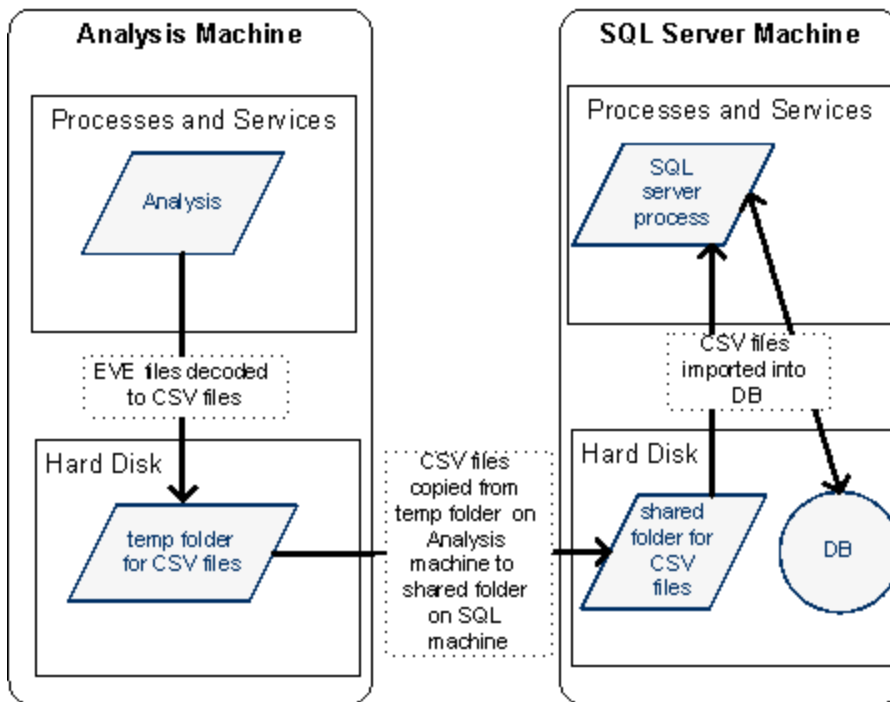 Analysis Machine
Processes and Services
Analysis
EVE files decoded
to CSV files
Hard Disk
temp folder
for CSV files
CSV files
copied from
temp folder on
Analysis
machine to
shared folder
on SQL
machine
SQL Server Machine
Processes and Services
SQL
server
process
CSV files
imported into
DB
Hard Disk
shared
folder for
CSV
files
DB